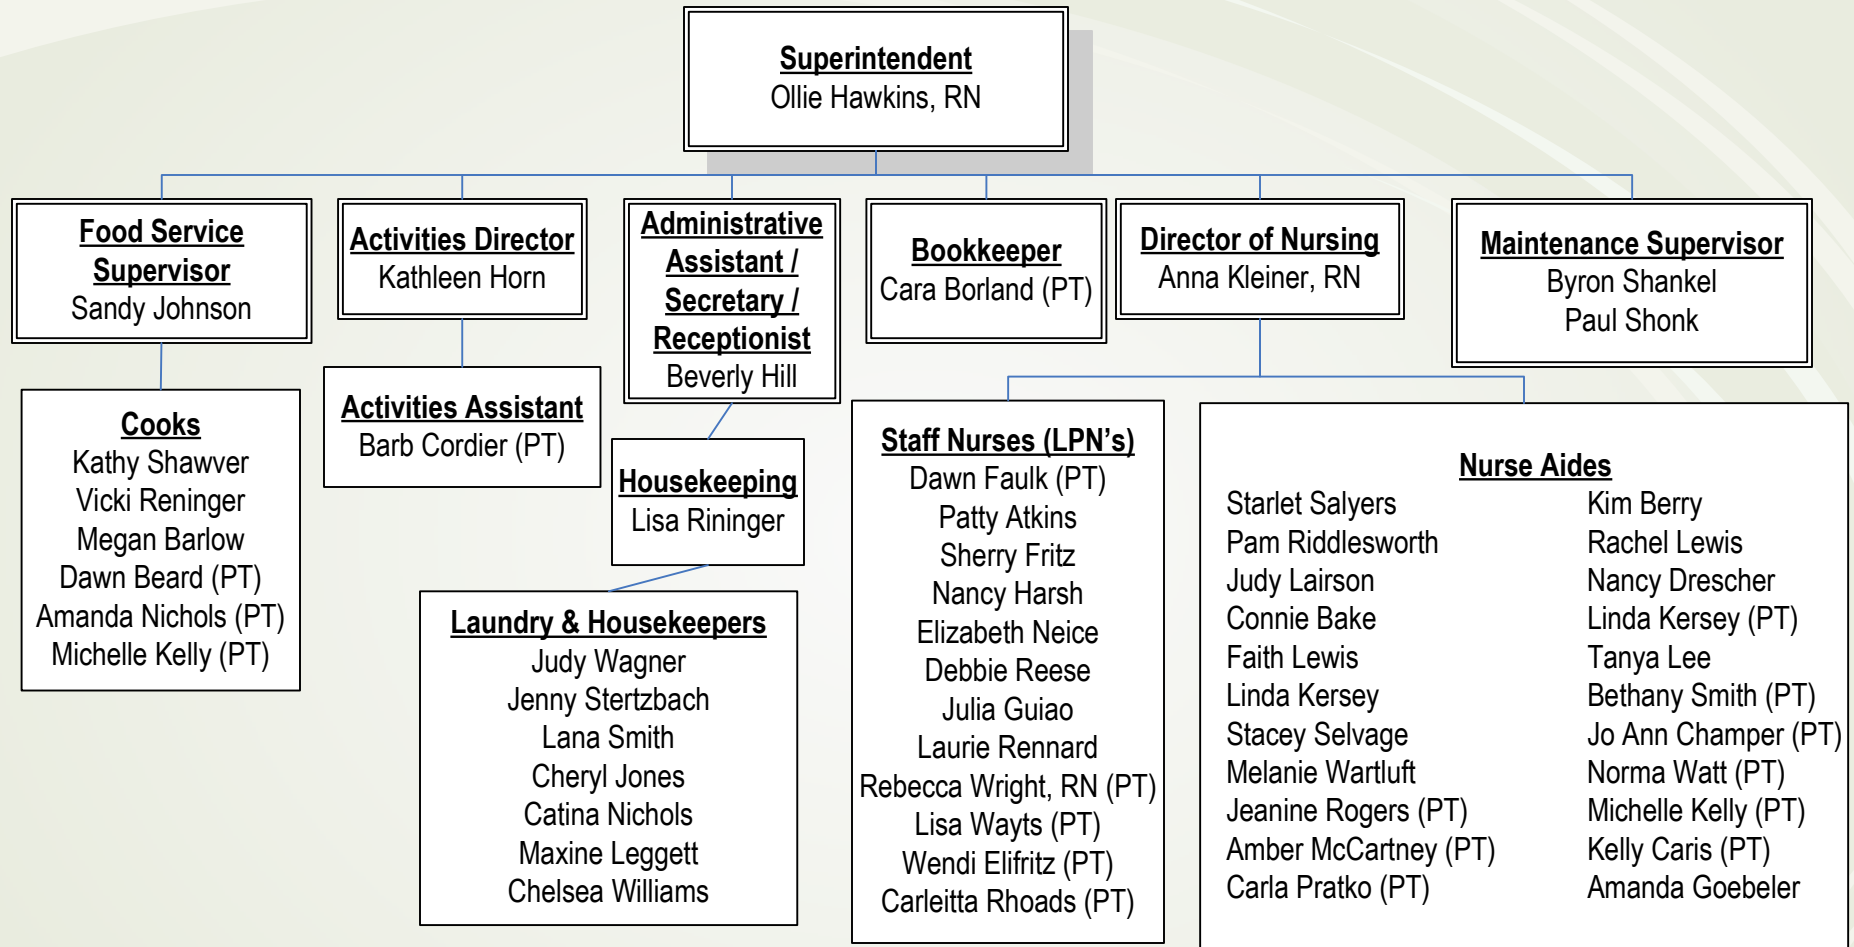 Superintendent
Ollie Hawkins, RN
Food Service
Supervisor
Sandy Johnson
Activities Director
Kathleen Horn
Administrative
Assistant /
Secretary /
Receptionist
Beverly Hill
Bookkeeper
Cara Borland (PT)
Director of Nursing
Anna Kleiner, RN
Maintenance Supervisor
Byron Shankel
Paul Shonk
Cooks
Kathy Shawver
Vicki Reninger
Megan Barlow
Dawn Beard (PT)
Amanda Nichols (PT)
Michelle Kelly (PT)
Activities Assistant
Barb Cordier (PT)
Housekeeping
Lisa Rininger
Laundry & Housekeepers
Judy Wagner
Jenny Stertzbach
Lana Smith
Cheryl Jones
Catina Nichols
Maxine Leggett
Chelsea Williams
Staff Nurses (LPN’s)
Dawn Faulk (PT)
Patty Atkins
Sherry Fritz
Nancy Harsh
Elizabeth Neice
Debbie Reese
Julia Guiao
Laurie Rennard
Rebecca Wright, RN (PT)
Lisa Wayts (PT)
Wendi Elifritz (PT)
Carleitta Rhoads (PT)
Nurse Aides
Starlet Salyers
Pam Riddlesworth
Judy Lairson
Connie Bake
Faith Lewis
Linda Kersey
Stacey Selvage
Melanie Wartluft
Jeanine Rogers (PT)
Amber McCartney (PT)
Carla Pratko (PT)
Kim Berry
Rachel Lewis
Nancy Drescher
Linda Kersey (PT)
Tanya Lee
Bethany Smith (PT)
Jo Ann Champer (PT)
Norma Watt (PT)
Michelle Kelly (PT)
Kelly Caris (PT)
Amanda Goebeler